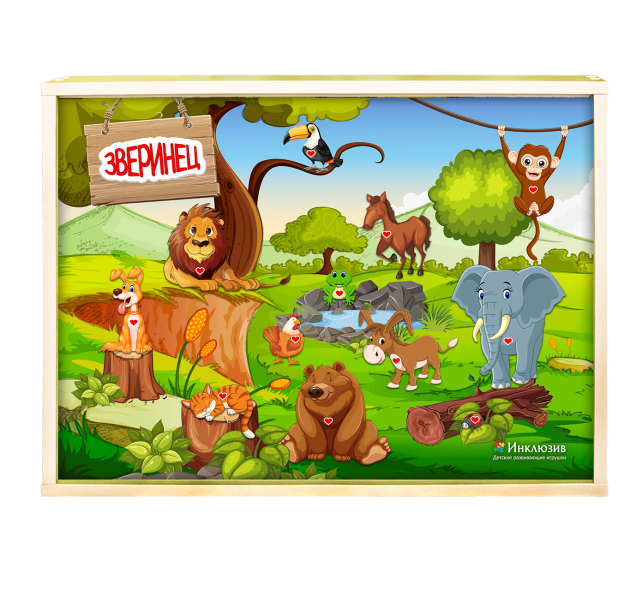 ЗВЕРИНЕЦ
Инклюзив
Детские развивающие игрушки